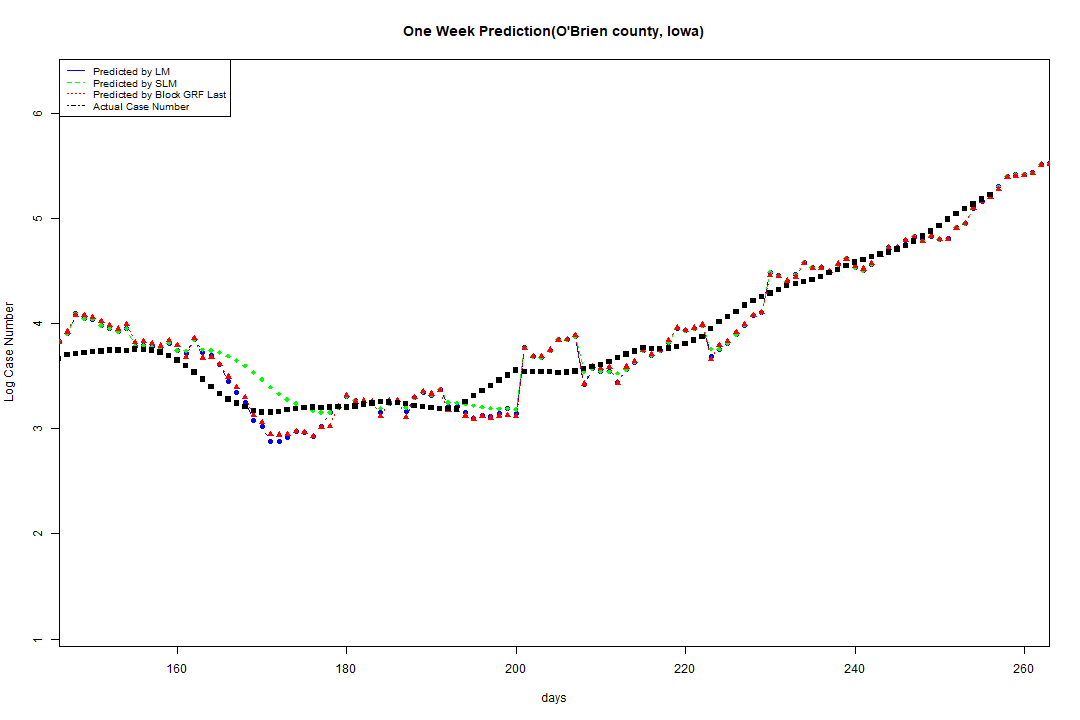 One Week Prediction(O'Brien county, Iowa)
Predicted by LM
Predicted by SLM
Predicted by Block GRF Last
Actual Case Number
Log Case Number
6
5
4
3
2
1
160 180 200 220 240 260
days